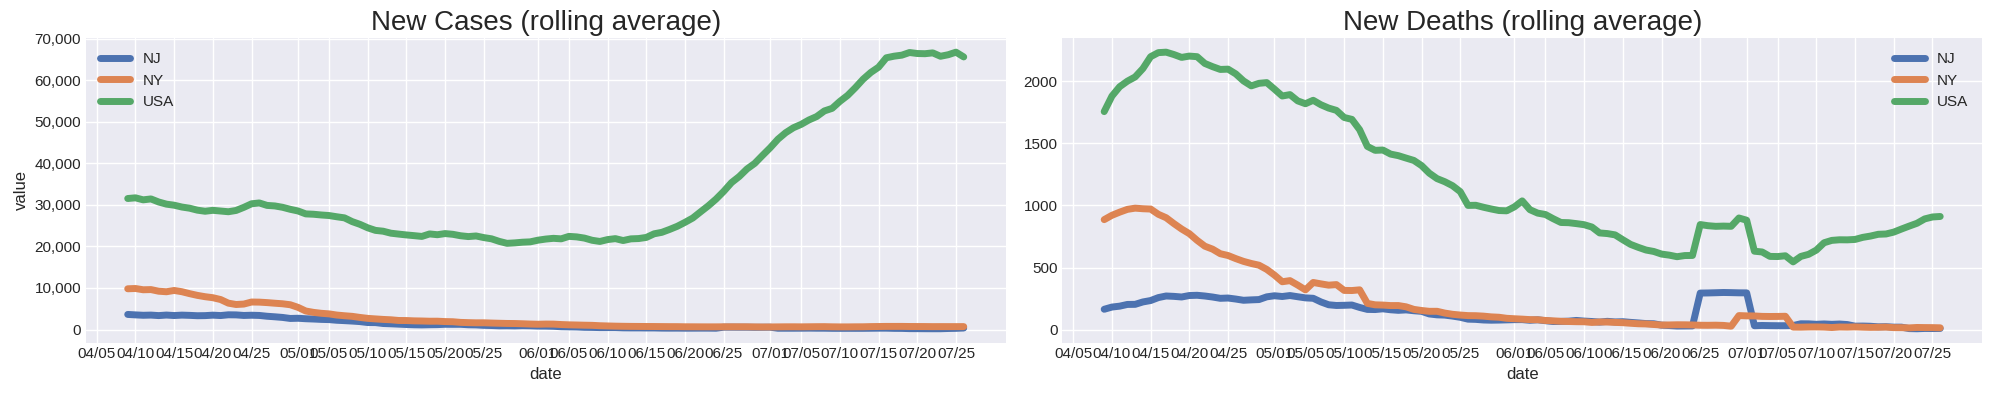 New Cases (rolling average)
70,000
60,000
50,000
40,000
30,000
20,000
10,000
0
value
NJ
NY
USA
04/05 04/10 04/15 04/20 04/25 05/01 05/05 05/10 05/15 05/20 05/25 06/01 06/05 06/10 06/15 06/20 06/25 07/01 07/05 07/10 07/15 07/20 07/25
date
New Deaths (rolling average)
2000
1500
1000
500
0
NJ
NY
USA
04/05 04/10 04/15 04/20 04/25 05/01 05/05 05/10 05/15 05/20 05/25 06/01 06/05 06/10 06/15 06/20 06/25 07/01 07/05 07/10 07/15 07/20 07/25
date